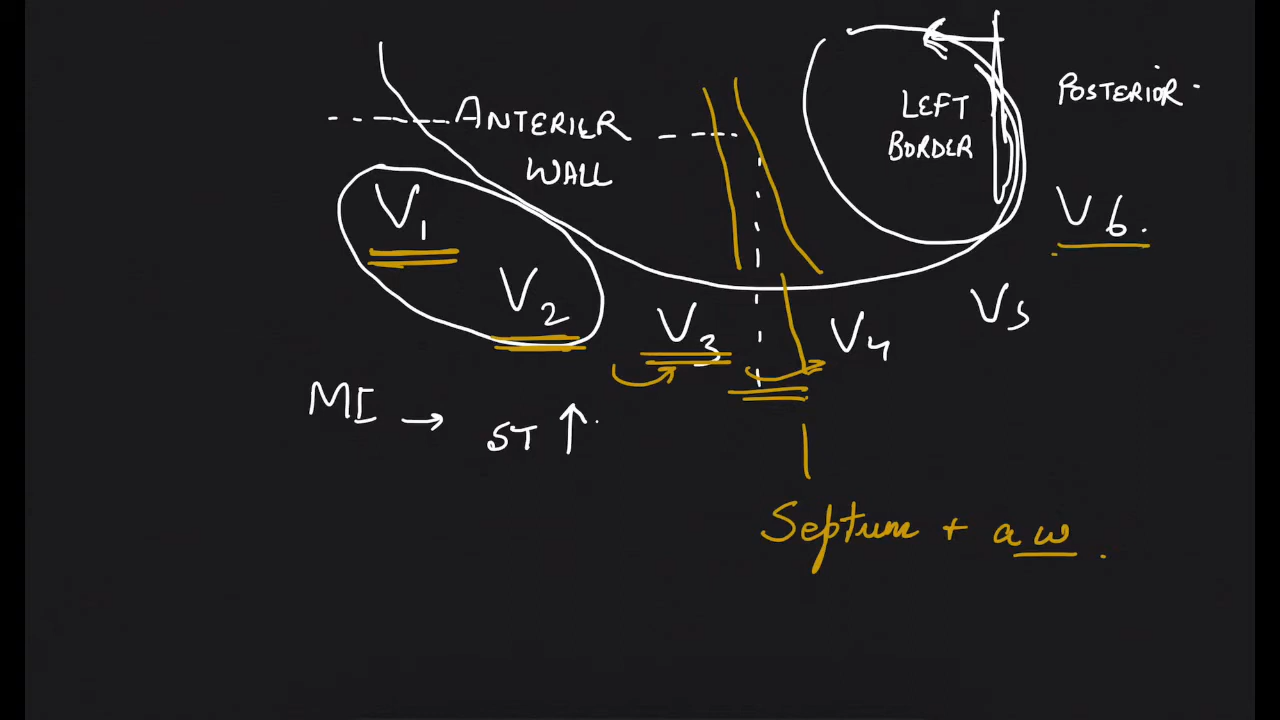 ANTERIER
WALL
LEFT
BORDER
POSTERIOR
V1
V2
V3
V4
V5
V6.
MI → ST ↑
Septum + aw.